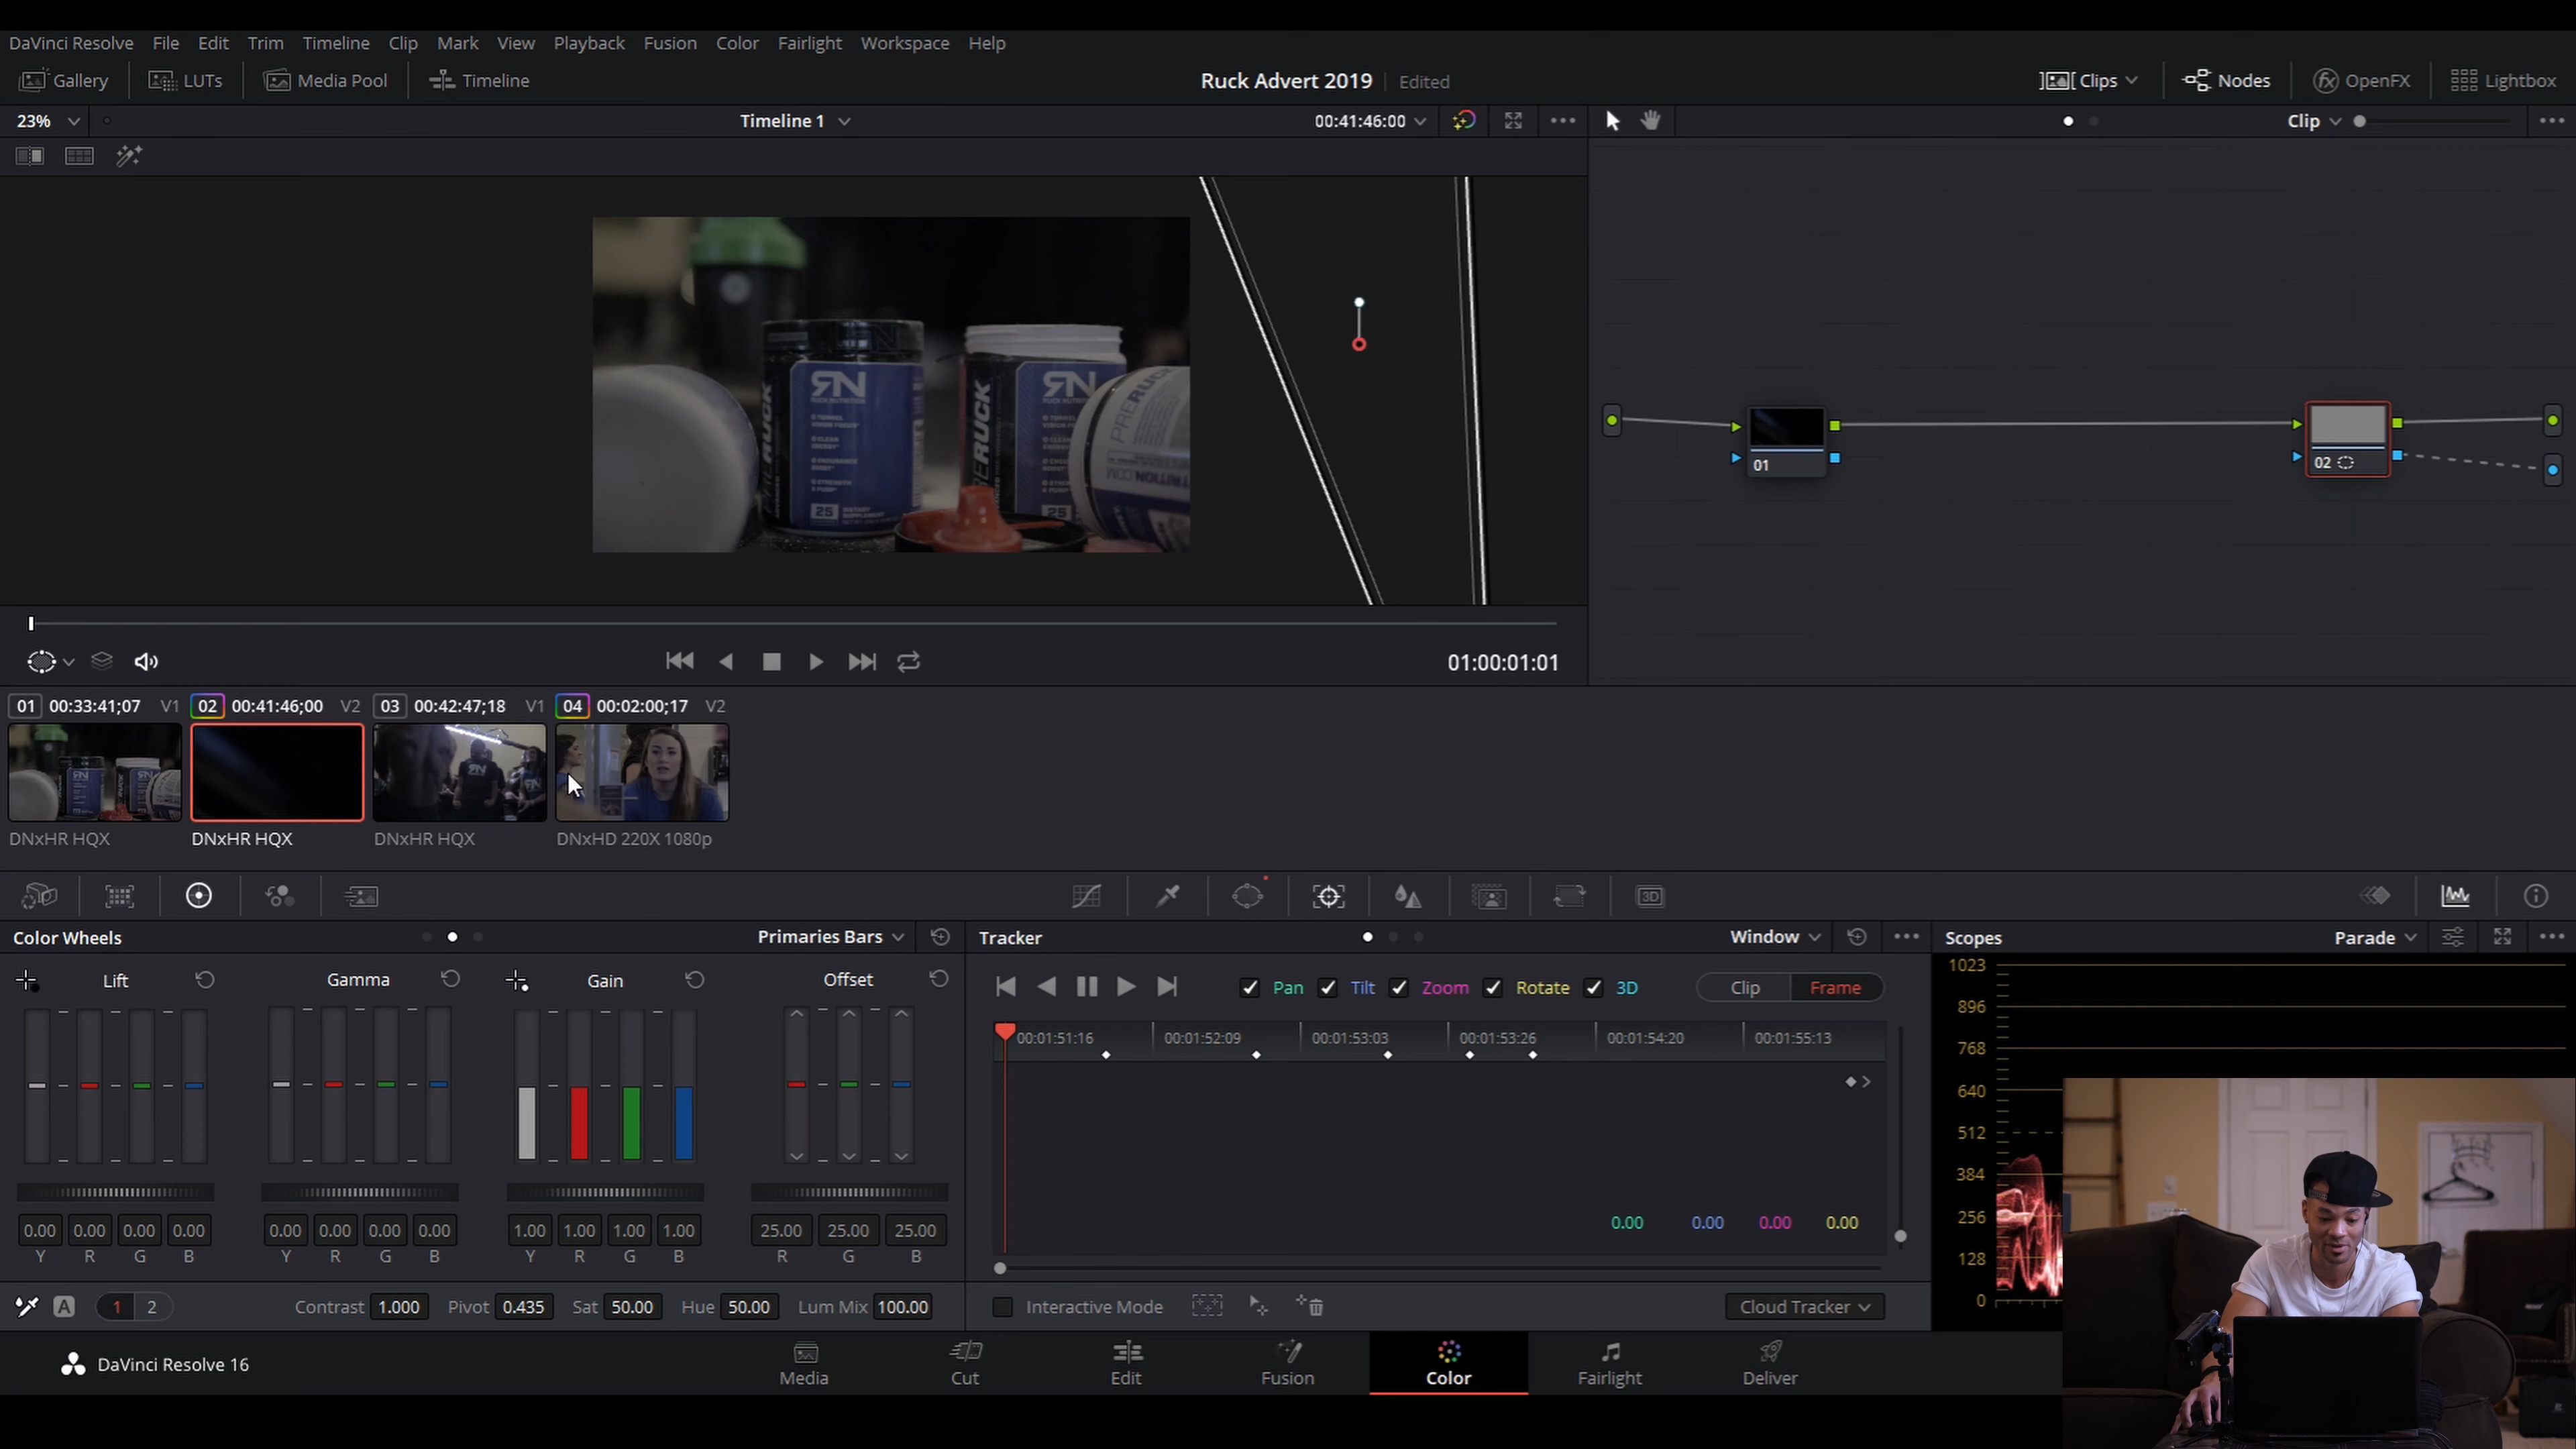 DaVinci Resolve File Edit Trim Timeline Clip Mark View Playback Fusion Color Fairlight Workspace Help
Gallery LUTs Media Pool Timeline Ruck Advert 2019 Edited Clips Nodes OpenFX Lightbox
23% Timeline 1 00:41:46:00 Clip
RN
RUCK NUTRITION
RN
PRERUCK
25
25
01
02
01:00:01:01
01 00:33:41;07 V1 02 00:41:46;00 V2 03 00:42:47;18 V1 04 00:02:00;17 V2
DNxHR HQX DNxHR HQX DNxHR HQX DNxHD 220X 1080p
3D
Color Wheels Primaries Bars Tracker Window Scopes Parade
Lift Gamma Gain Offset
Pan Tilt Zoom Rotate 3D Clip Frame
00:01:51:16 00:01:52:09 00:01:53:03 00:01:53:26 00:01:54:20 00:01:55:13
1023
896
768
640
512
384
256
128
0
0.00 0.00 0.00 0.00
0.00 0.00 0.00 0.00 0.00 0.00 0.00 0.00 1.00 1.00 1.00 1.00 25.00 25.00 25.00
Y R G B Y R G B Y R G B R G B
A 1 2 Contrast 1.000 Pivot 0.435 Sat 50.00 Hue 50.00 Lum Mix 100.00
Interactive Mode Cloud Tracker
DaVinci Resolve 16 Media Cut Edit Fusion Color Fairlight Deliver